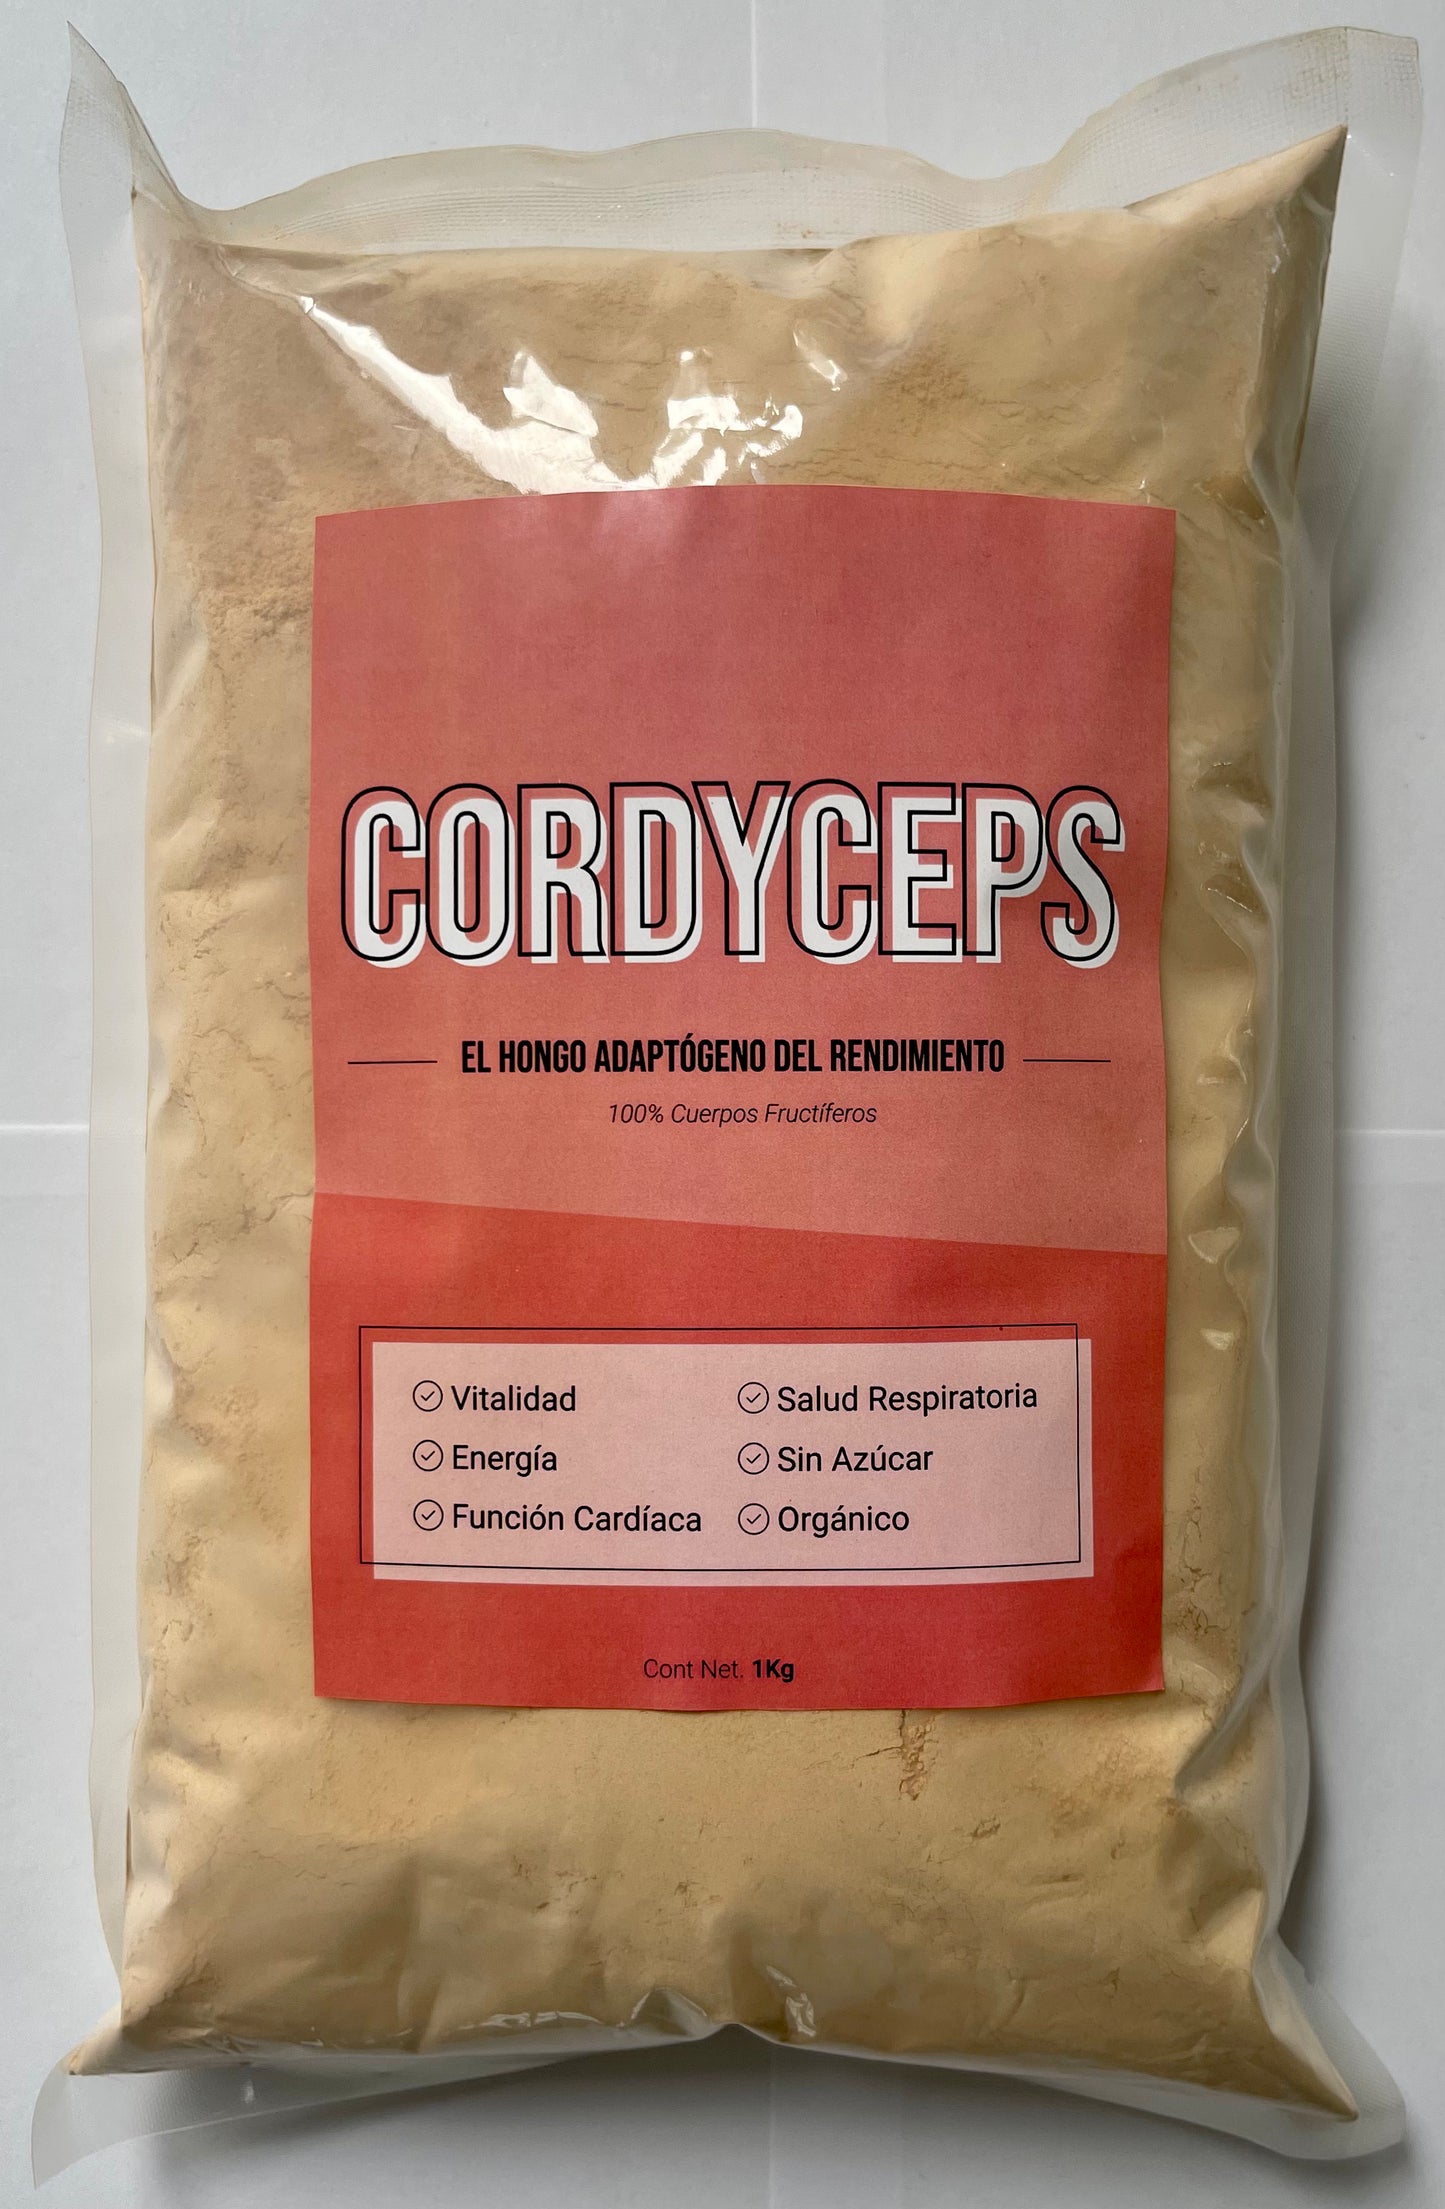 CORDYCEPS
EL HONGO ADAPTÓGENO DEL RENDIMIENTO
100% Cuerpos Fructíferos
Vitalidad
Energía
Función Cardíaca
Salud Respiratoria
Sin Azúcar
Orgánico
Cont Net. 1Kg